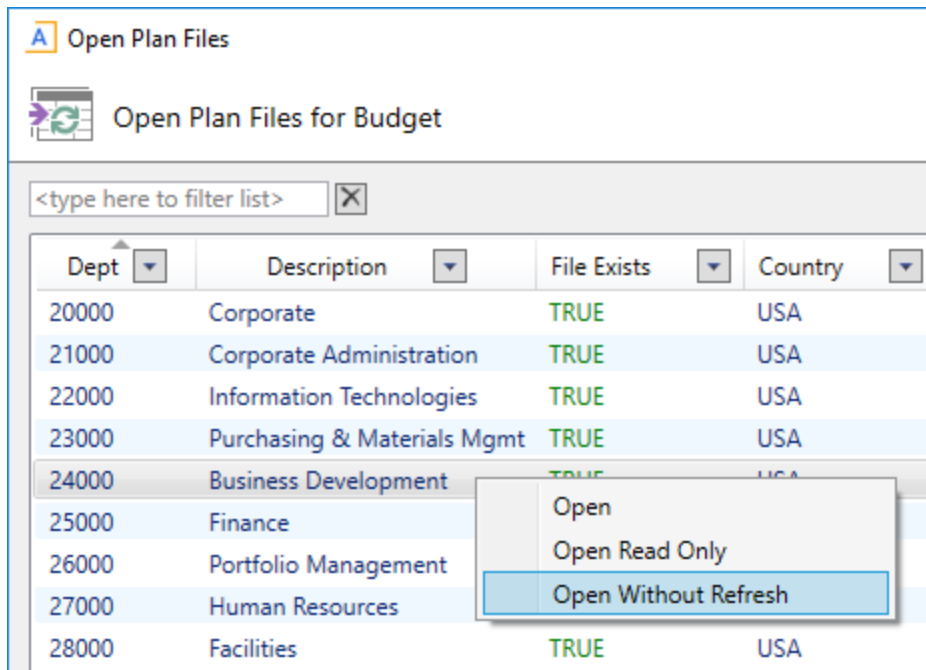 A Open Plan Files
Open Plan Files for Budget
<type here to filter list>
Dept Description File Exists Country
20000 Corporate TRUE USA
21000 Corporate Administration TRUE USA
22000 Information Technologies TRUE USA
23000 Purchasing & Materials Mgmt TRUE USA
24000 Business Development TRUE USA
Open
25000 Finance
Open Read Only
26000 Portfolio Management
Open Without Refresh
27000 Human Resources
28000 Facilities TRUE USA